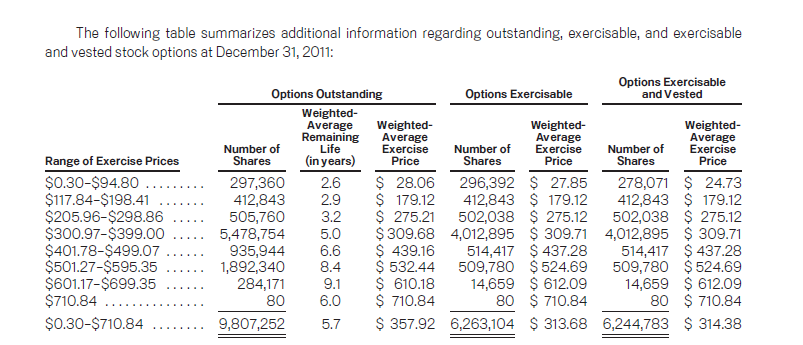 The following table summarizes additional information regarding outstanding, exercisable, and exercisable
and vested stock options at December 31, 2011:
Options Outstanding Options Exercisable Options Exercisable and Vested
Range of Exercise Prices Number of Shares Weighted-Average Remaining Life (in years) Weighted-Average Exercise Price Number of Shares Weighted-Average Exercise Price Number of Shares Weighted-Average Exercise Price
$0.30–$94.80 ......... 297,360 2.6 $ 28.06 296,392 $ 27.85 278,071 $ 24.73
$117.84–$198.41 ...... 412,843 2.9 $ 179.12 412,843 $ 179.12 412,843 $ 179.12
$205.96–$298.86 ..... 505,760 3.2 $ 275.21 502,038 $ 275.12 502,038 $ 275.12
$300.97–$399.00 ..... 5,478,754 5.0 $ 309.68 4,012,895 $ 309.71 4,012,895 $ 309.71
$401.78–$499.07 ...... 935,944 6.6 $ 439.16 514,417 $ 437.28 514,417 $ 437.28
$501.27–$595.35 ...... 1,892,340 8.4 $ 532.44 509,780 $ 524.69 509,780 $ 524.69
$601.17–$699.35 ...... 284,171 9.1 $ 610.18 14,659 $ 612.09 14,659 $ 612.09
$710.84 .............. 80 6.0 $ 710.84 80 $ 710.84 80 $ 710.84
$0.30–$710.84 ........ 9,807,252 5.7 $ 357.92 6,263,104 $ 313.68 6,244,783 $ 314.38